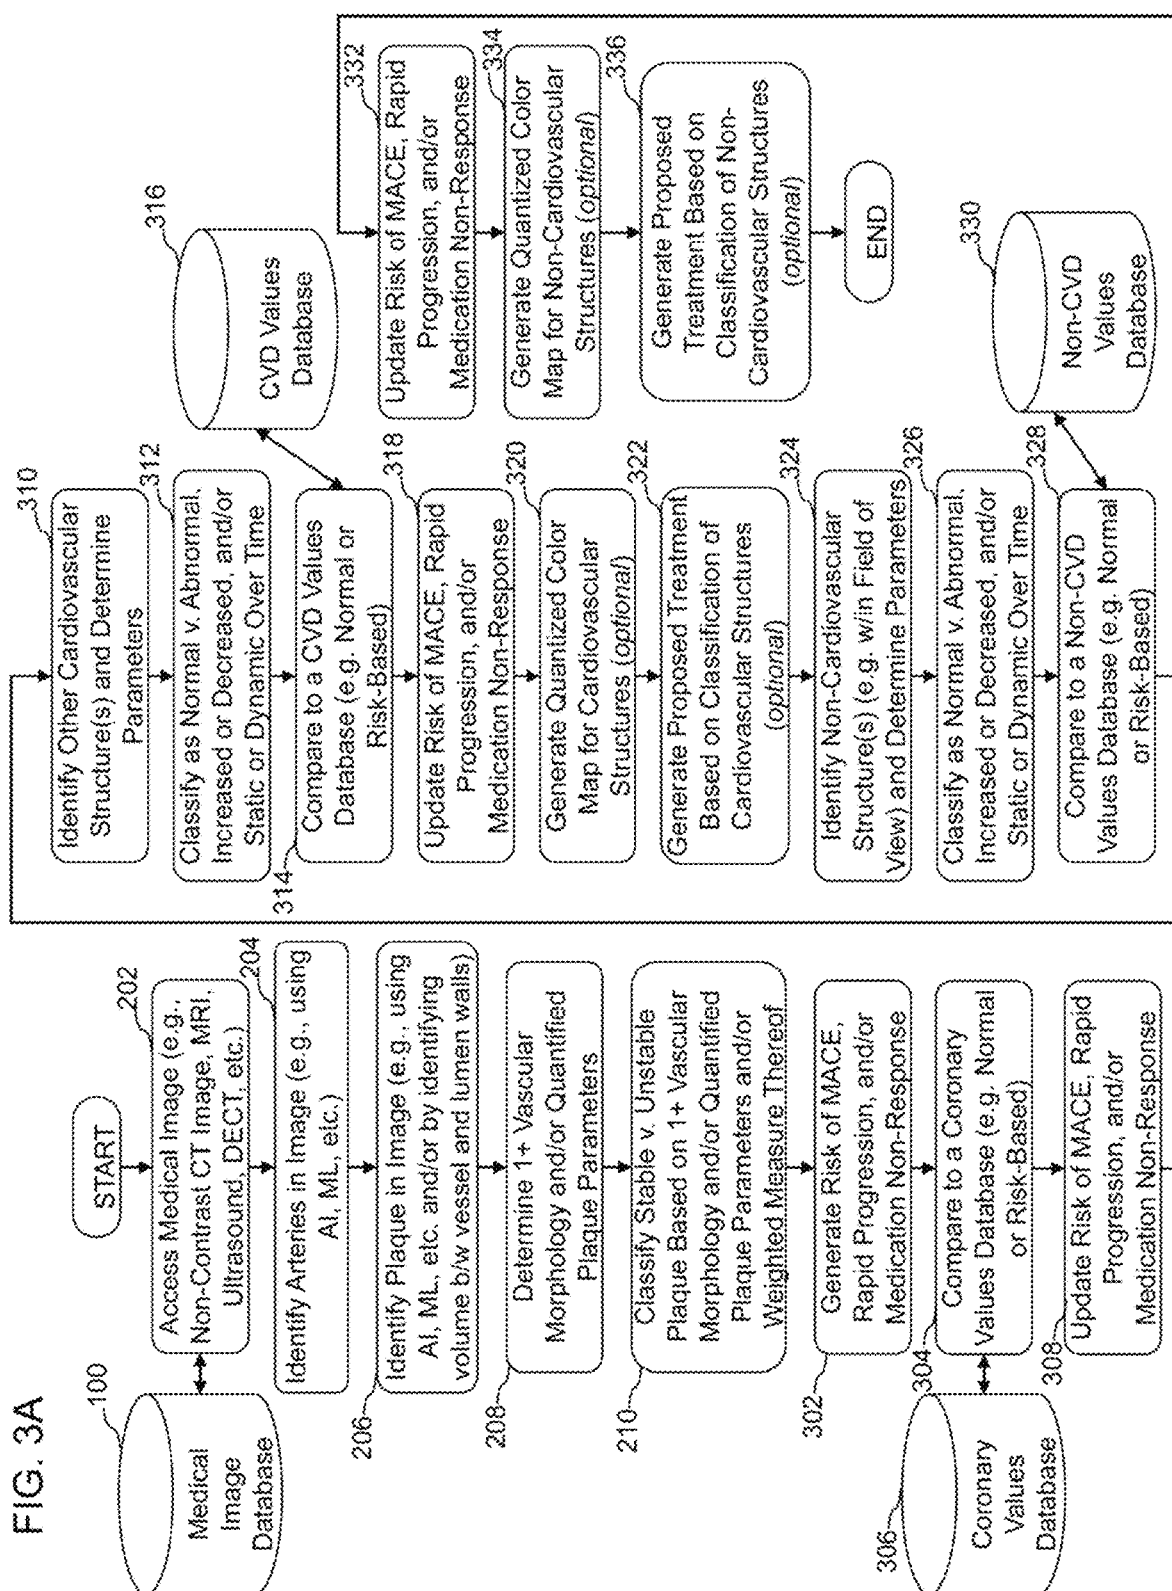 FIG. 3A
START
100
Medical
Image
Database
202
Access Medical Image (e.g.,
Non-Contrast CT Image, MRI,
Ultrasound, DECT, etc.)
204
Identify Arteries in Image (e.g., using
AI, ML, etc.)
206
Identify Plaque in Image (e.g., using
AI, ML. etc. and/or by identifying
volume b/w vessel and lumen walls)
208
Determine 1+ Vascular
Morphology and/or Quantified
Plaque Parameters
210
Classify Stable v. Unstable
Plaque Based on 1+ Vascular
Morphology and/or Quantified
Plaque Parameters and/or
Weighted Measure Thereof
302
Generate Risk of MACE,
Rapid Progression, and/or
Medication Non-Response
304
Compare to a Coronary
Values Database (e.g. Normal
or Risk-Based)
306
Coronary
Values
Database
308
Update Risk of MACE, Rapid
Progression, and/or
Medication Non-Response
310
Identify Other Cardiovascular
Structure(s) and Determine
Parameters
312
Classify as Normal v. Abnormal,
Increased or Decreased, and/or
Static or Dynamic Over Time
314
Compare to a CVD Values
Database (e.g. Normal or
Risk-Based)
316
CVD Values
Database
318
Update Risk of MACE, Rapid
Progression, and/or
Medication Non-Response
320
Generate Quantized Color
Map for Cardiovascular
Structures (optional)
322
Generate Proposed Treatment
Based on Classification of
Cardiovascular Structures
(optional)
324
Identify Non-Cardiovascular
Structure(s) (e.g. w/in Field of
View) and Determine Parameters
326
Classify as Normal v. Abnormal,
Increased or Decreased, and/or
Static or Dynamic Over Time
328
Compare to a Non-CVD
Values Database (e.g. Normal
or Risk-Based)
330
Non-CVD
Values
Database
332
Update Risk of MACE, Rapid
Progression, and/or
Medication Non-Response
334
Generate Quantized Color
Map for Non-Cardiovascular
Structures (optional)
336
Generate Proposed
Treatment Based on
Classification of Non-
Cardiovascular Structures
(optional)
END